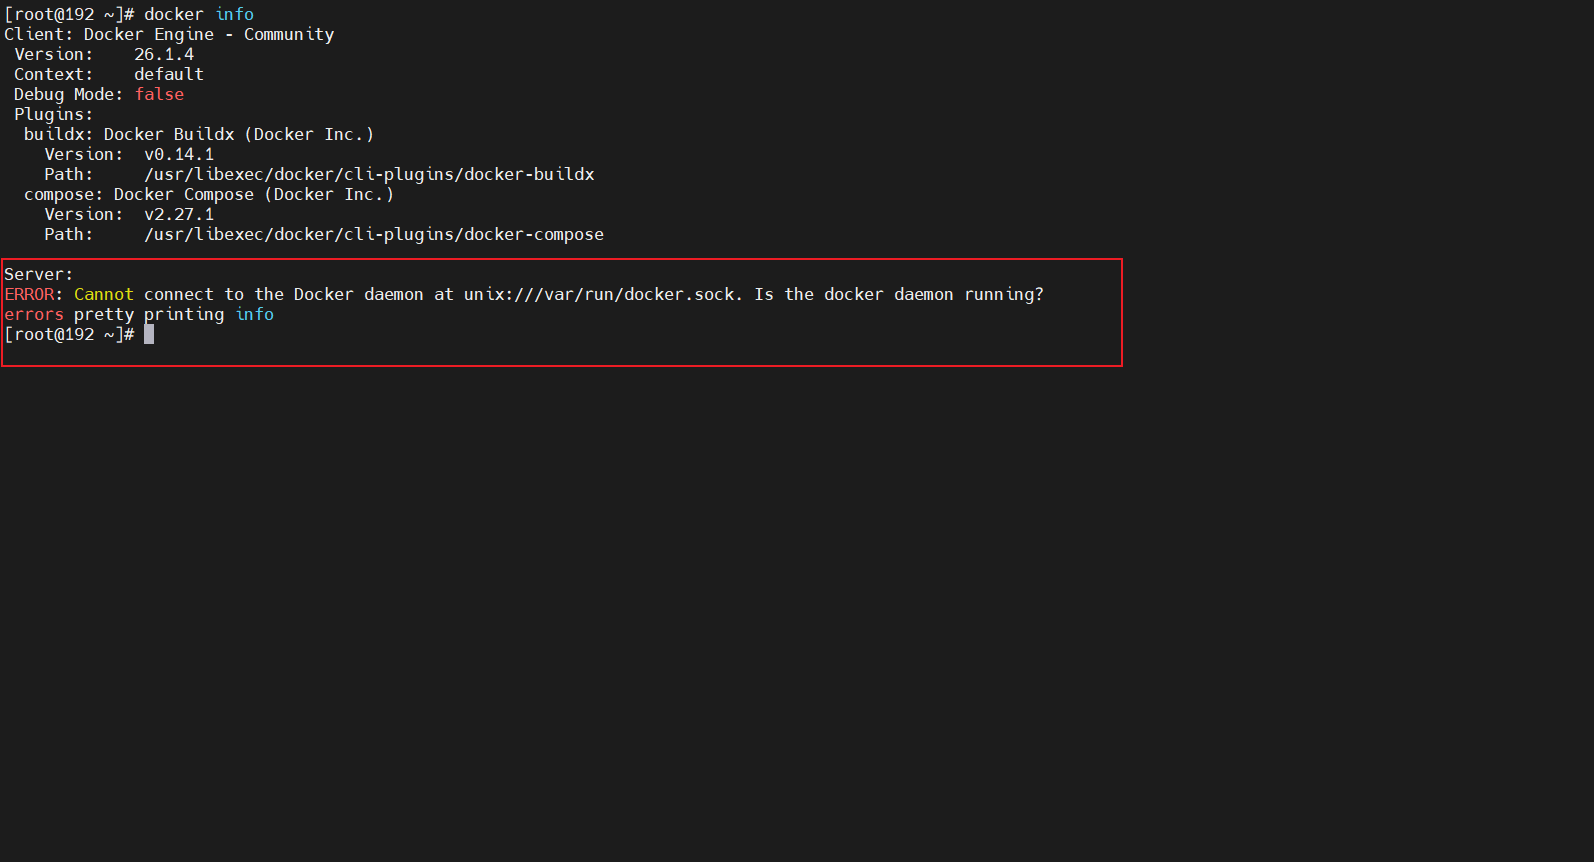 [root@192 ~]# docker info
Client: Docker Engine - Community
 Version:    26.1.4
 Context:    default
 Debug Mode: false
 Plugins:
  buildx: Docker Buildx (Docker Inc.)
    Version:  v0.14.1
    Path:     /usr/libexec/docker/cli-plugins/docker-buildx
  compose: Docker Compose (Docker Inc.)
    Version:  v2.27.1
    Path:     /usr/libexec/docker/cli-plugins/docker-compose

Server:
ERROR: Cannot connect to the Docker daemon at unix:///var/run/docker.sock. Is the docker daemon running?
errors pretty printing info
[root@192 ~]#